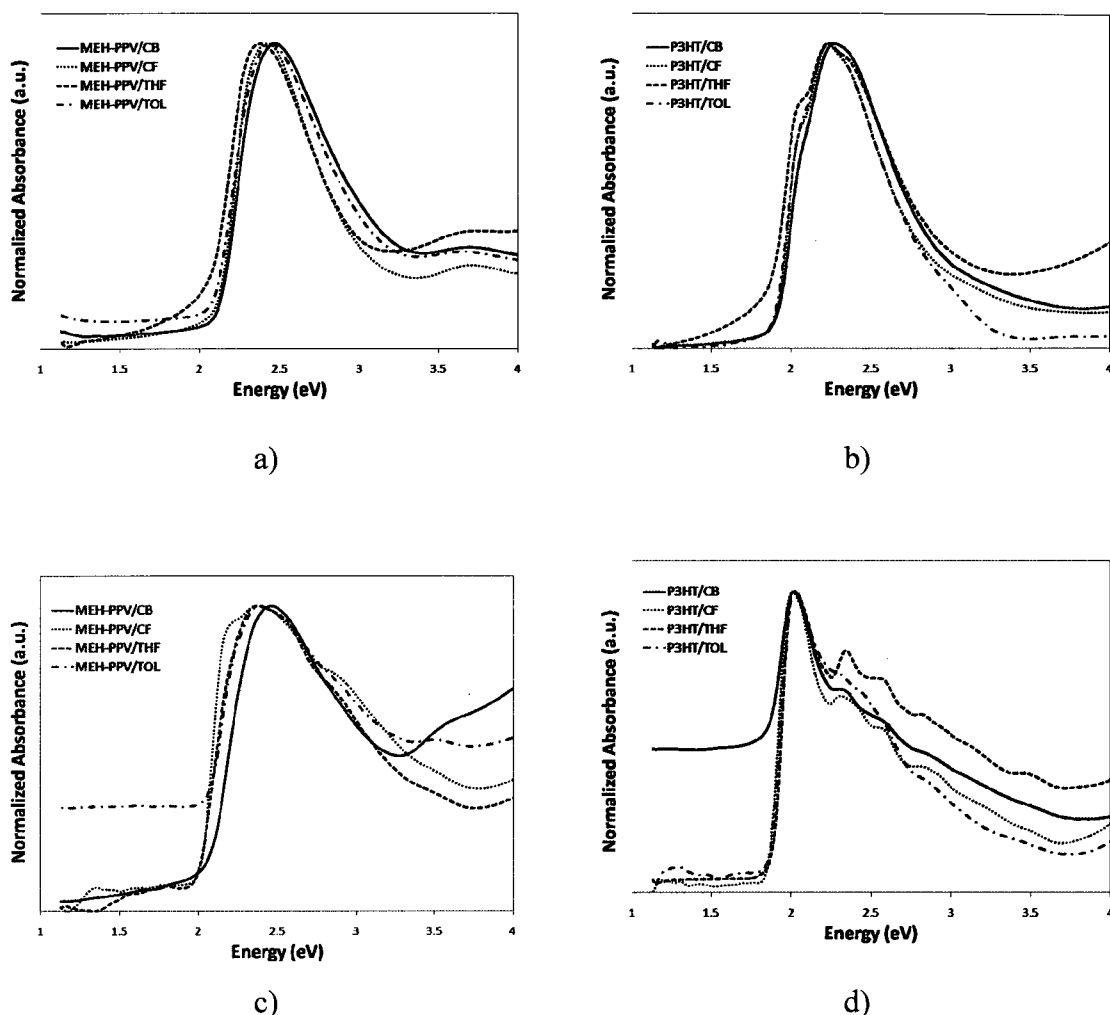 MEH-PPV/CB
MEH-PPV/CF
MEH-PPV/THF
MEH-PPV/TOL
Normalized Absorbance (a.u.)
1 1.5 2 2.5 3 3.5 4
Energy (eV)
a)
P3HT/CB
P3HT/CF
P3HT/THF
P3HT/TOL
Normalized Absorbance (a.u.)
1 1.5 2 2.5 3 3.5 4
Energy (eV)
b)
MEH-PPV/CB
MEH-PPV/CF
MEH-PPV/THF
MEH-PPV/TOL
Normalized Absorbance (a.u.)
1 1.5 2 2.5 3 3.5 4
Energy (eV)
c)
P3HT/CB
P3HT/CF
P3HT/THF
P3HT/TOL
Normalized Absorbance (a.u.)
1 1.5 2 2.5 3 3.5 4
Energy (eV)
d)